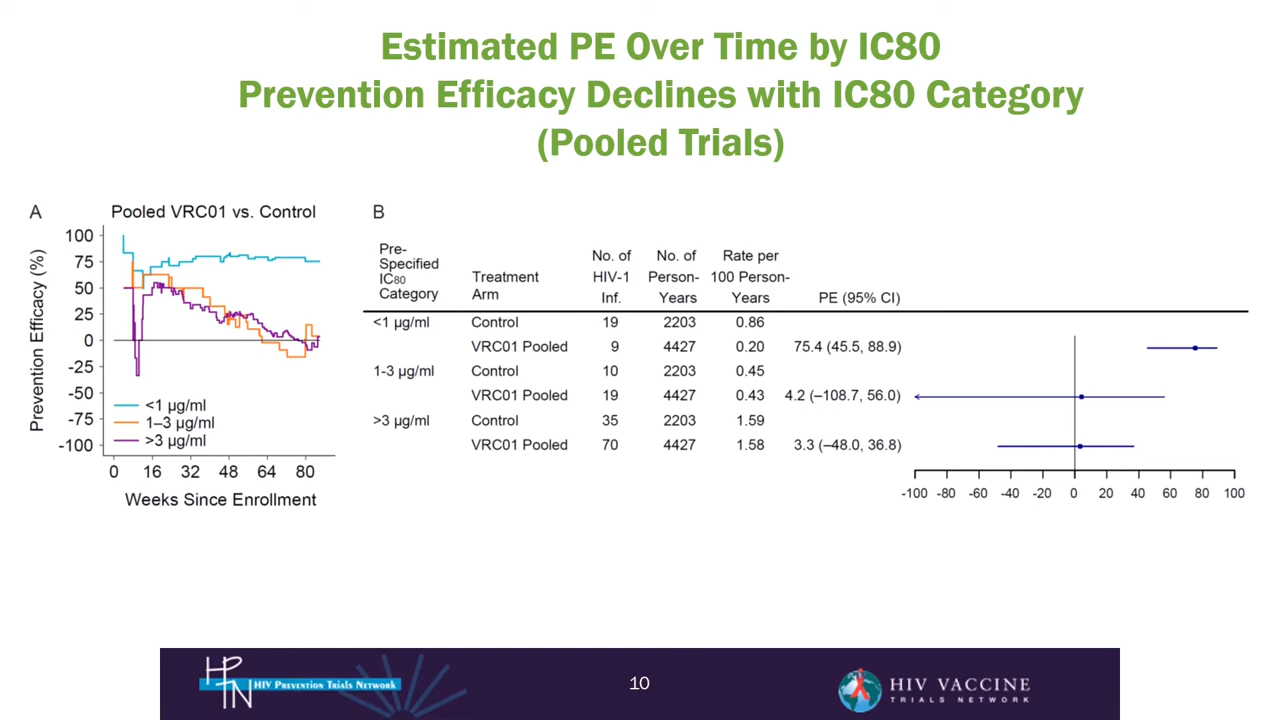 Estimated PE Over Time by IC80
Prevention Efficacy Declines with IC80 Category
(Pooled Trials)
A
Pooled VRC01 vs. Control
Prevention Efficacy (%)
100
75
50
25
0
-25
-50
-75
-100
<1 µg/ml
1–3 µg/ml
>3 µg/ml
0 16 32 48 64 80
Weeks Since Enrollment
B
Pre-
Specified
IC80
Category
Treatment
Arm
No. of
HIV-1
Inf.
No. of
Person-
Years
Rate per
100 Person-
Years
PE (95% CI)
<1 µg/ml Control 19 2203 0.86
VRC01 Pooled 9 4427 0.20 75.4 (45.5, 88.9)
1-3 µg/ml Control 10 2203 0.45
VRC01 Pooled 19 4427 0.43 4.2 (–108.7, 56.0)
>3 µg/ml Control 35 2203 1.59
VRC01 Pooled 70 4427 1.58 3.3 (–48.0, 36.8)
-100 -80 -60 -40 -20 0 20 40 60 80 100
HPTN
HIV Prevention Trials Network
10
HIV VACCINE
TRIALS NETWORK